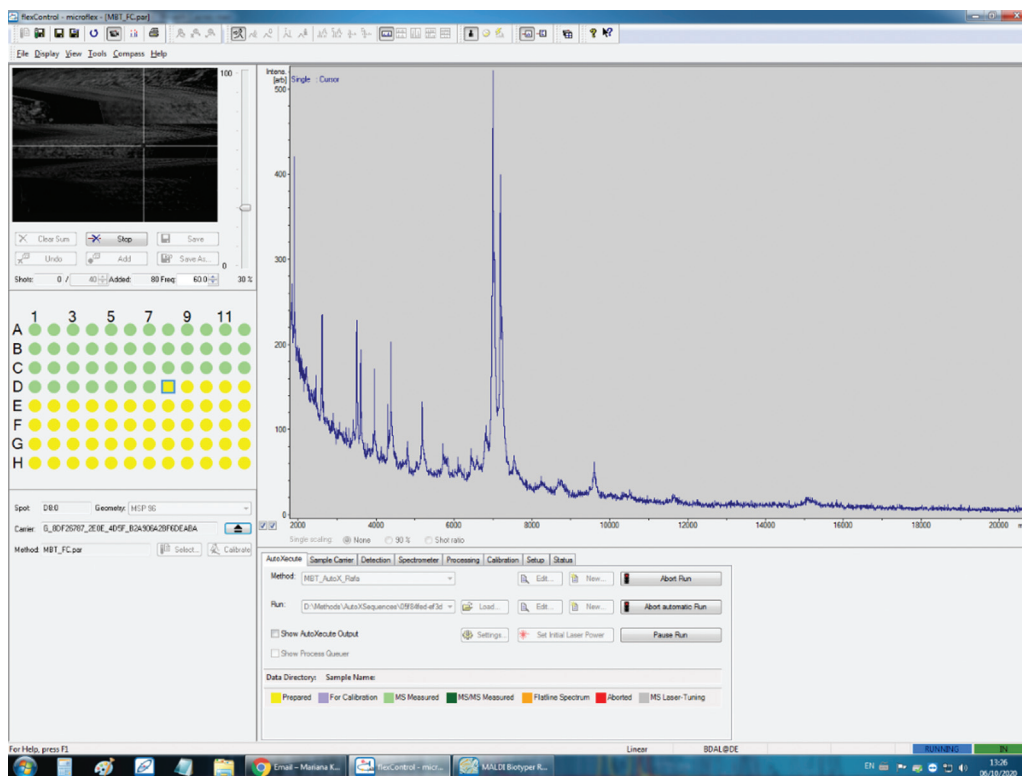 flexControl - microflex - [MBT_FC.par]
File Display View Tools Compass Help
100
0
Clear Sum Stop Save
Undo Add Save As...
Shots: 0 / 40 Added: 80 Freq: 60.0 30 %
1 3 5 7 9 11
A
B
C
D
E
F
G
H
Spot: D8:0 Geometry: HSP 96
Carrier:
Method: MBT_FC.par Select... Calibrate
Intens.
[arb]
Single Cursor
500
400
300
200
100
0
2000 4000 6000 8000 10000 12000 14000 16000 18000 20000 m
Single scaling: None 90 % Shot ratio
AutoXecute Sample Carrier Detection Spectrometer Processing Calibration Setup Status
Method: MBT_AutoX_Rafa Edit... New... Abort Run
Run: Load... Edit... New... Abort automatic Run
Show AutoXecute Output Settings... Set Initial Laser Power Pause Run
Show Process Queuer
Data Directory: Sample Name:
Prepared For Calibration MS Measured MS/MS Measured Flatline Spectrum Aborted MS Laser-Tuning
For Help, press F1 Linear BDAL@DE RUNNING IN
Email – Mariana K... flexControl - micr... MALDI Biotyper R... EN 13:26
06/10/2020